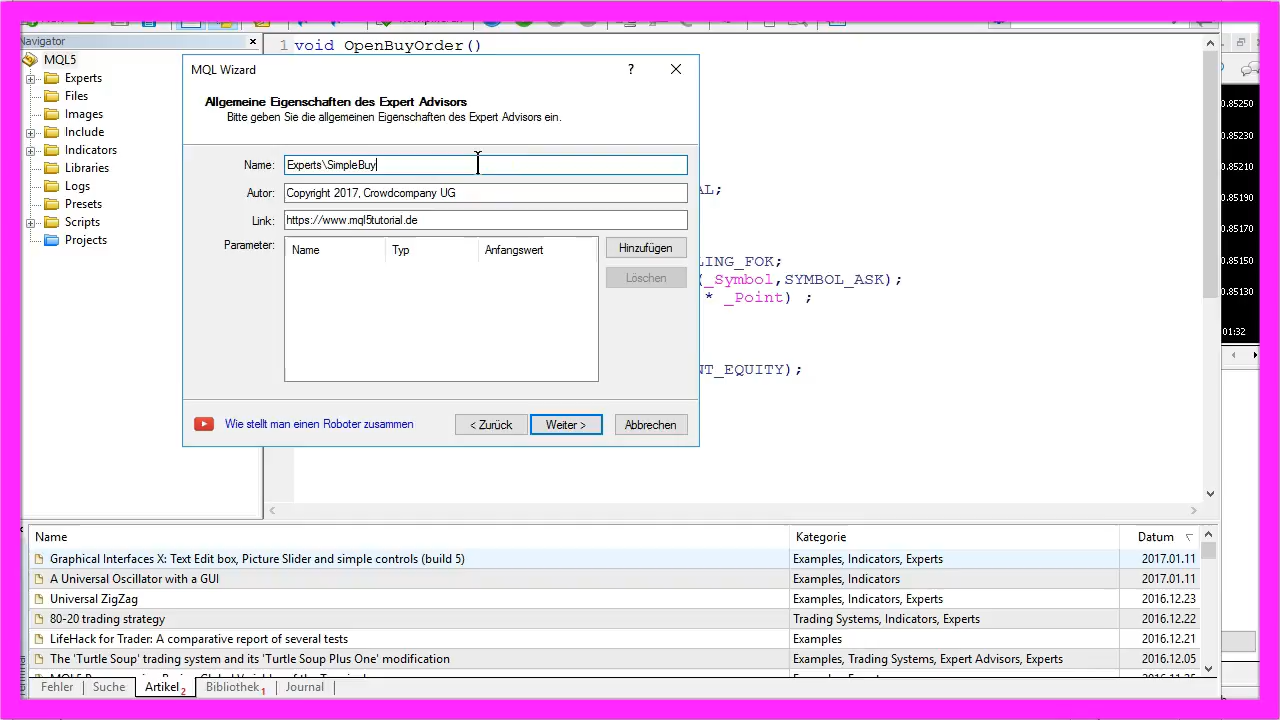 Navigator
MQL5
Experts
Files
Images
Include
Indicators
Libraries
Logs
Presets
Scripts
Projects
1 void OpenBuyOrder()
MQL Wizard
Allgemeine Eigenschaften des Expert Advisors
Bitte geben Sie die allgemeinen Eigenschaften des Expert Advisors ein.
Name: Experts\SimpleBuy
Autor: Copyright 2017, Crowdcompany UG
Link: https://www.mql5tutorial.de
Parameter: Name Typ Anfangswert
Hinzufügen
Löschen
Wie stellt man einen Roboter zusammen
< Zurück
Weiter >
Abbrechen
AL;
LING_FOK;
(_Symbol,SYMBOL_ASK);
* _Point) ;
NT_EQUITY);
0.85250
0.85230
0.85210
0.85190
0.85170
0.85150
0.85130
01:32
Name Kategorie Datum
Graphical Interfaces X: Text Edit box, Picture Slider and simple controls (build 5) Examples, Indicators, Experts 2017.01.11
A Universal Oscillator with a GUI Examples, Indicators 2017.01.11
Universal ZigZag Examples, Indicators, Experts 2016.12.23
80-20 trading strategy Trading Systems, Indicators, Experts 2016.12.22
LifeHack for Trader: A comparative report of several tests Examples 2016.12.21
The 'Turtle Soup' trading system and its 'Turtle Soup Plus One' modification Examples, Trading Systems, Expert Advisors, Experts 2016.12.05
Fehler Suche Artikel 2 Bibliothek 1 Journal